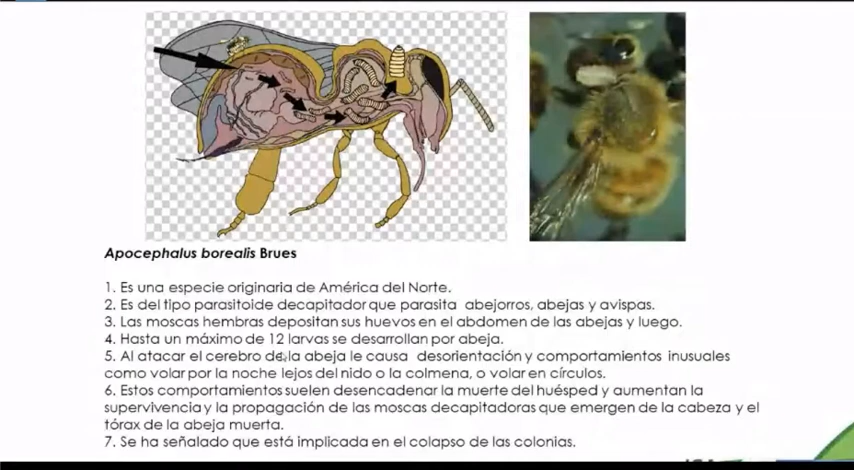 Apocephalus borealis Brues
1. Es una especie originaria de América del Norte.
2. Es del tipo parasitoide decapitador que parasita abejorros, abejas y avispas.
3. Las moscas hembras depositan sus huevos en el abdomen de las abejas y luego.
4. Hasta un máximo de 12 larvas se desarrollan por abeja.
5. Al atacar el cerebro de la abeja le causa desorientación y comportamientos inusuales
como volar por la noche lejos del nido o la colmena, o volar en círculos.
6. Estos comportamientos suelen desencadenar la muerte del huésped y aumentan la
supervivencia y la propagación de las moscas decapitadoras que emergen de la cabeza y el
tórax de la abeja muerta.
7. Se ha señalado que está implicada en el colapso de las colonias.